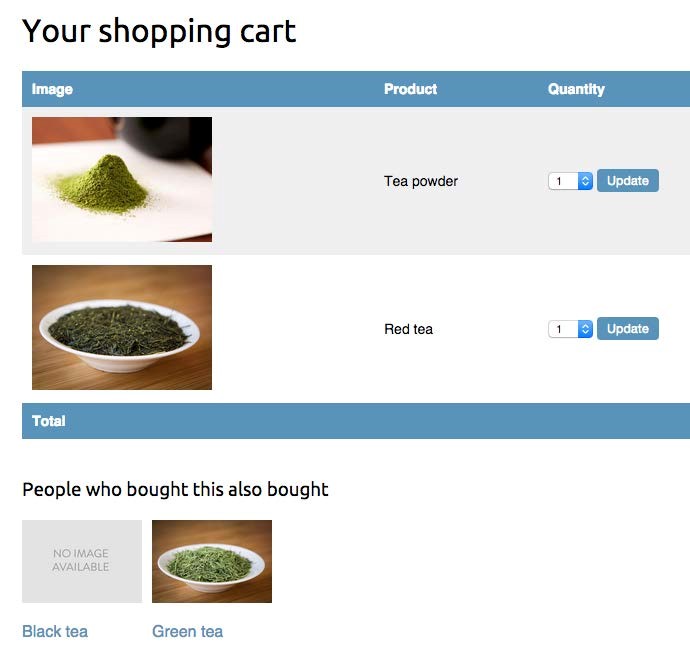 Your shopping cart
Image Product Quantity
Tea powder 1 Update
Red tea 1 Update
Total
People who bought this also bought
NO IMAGE
AVAILABLE
Black tea Green tea